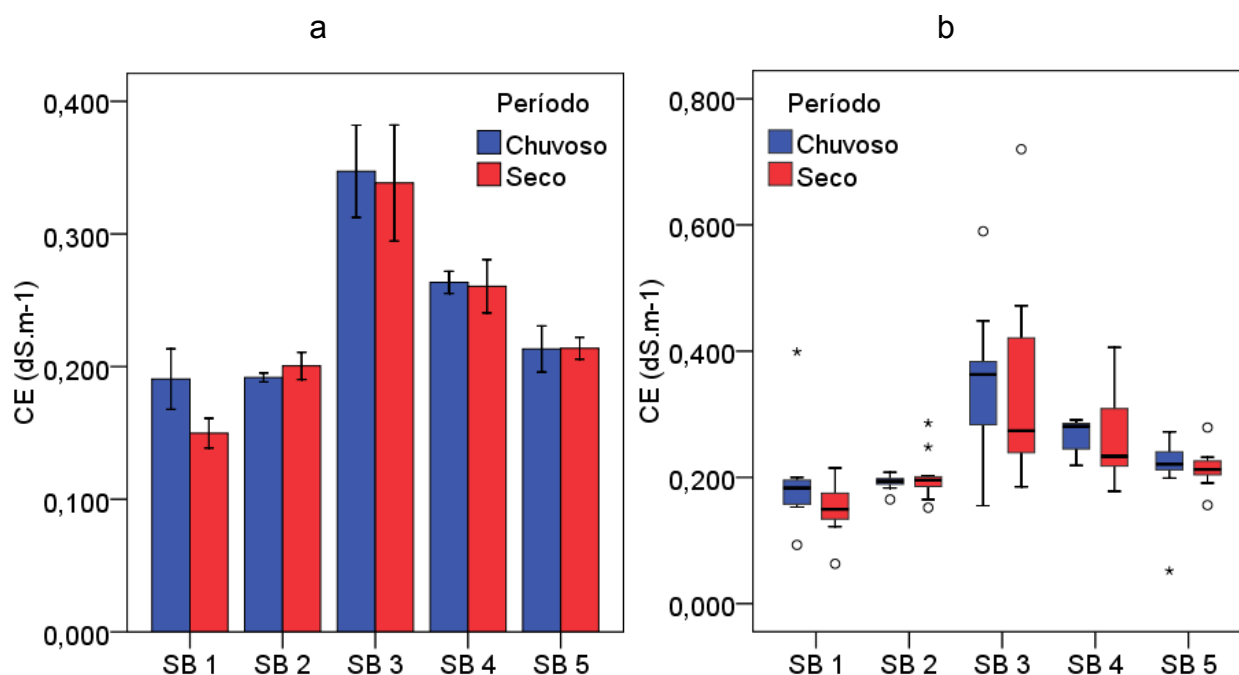 a
CE (dS.m-1)
0,400
0,300
0,200
0,100
0,000
Período
Chuvoso
Seco
SB 1 SB 2 SB 3 SB 4 SB 5
b
CE (dS.m-1)
0,800
0,600
0,400
0,200
0,000
Período
Chuvoso
Seco
SB 1 SB 2 SB 3 SB 4 SB 5